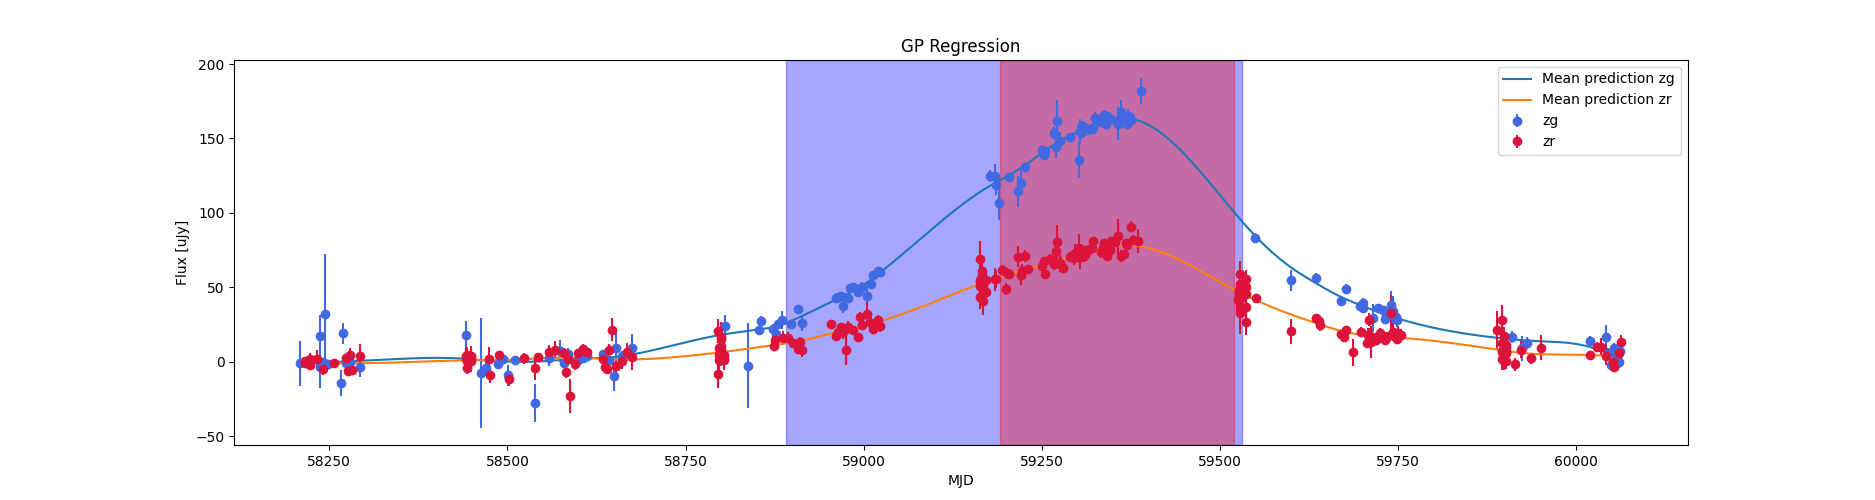 GP Regression
200
150
100
50
0
−50
Flux [uJy]
58250 58500 58750 59000 59250 59500 59750 60000
MJD
Mean prediction zg
Mean prediction zr
zg
zr